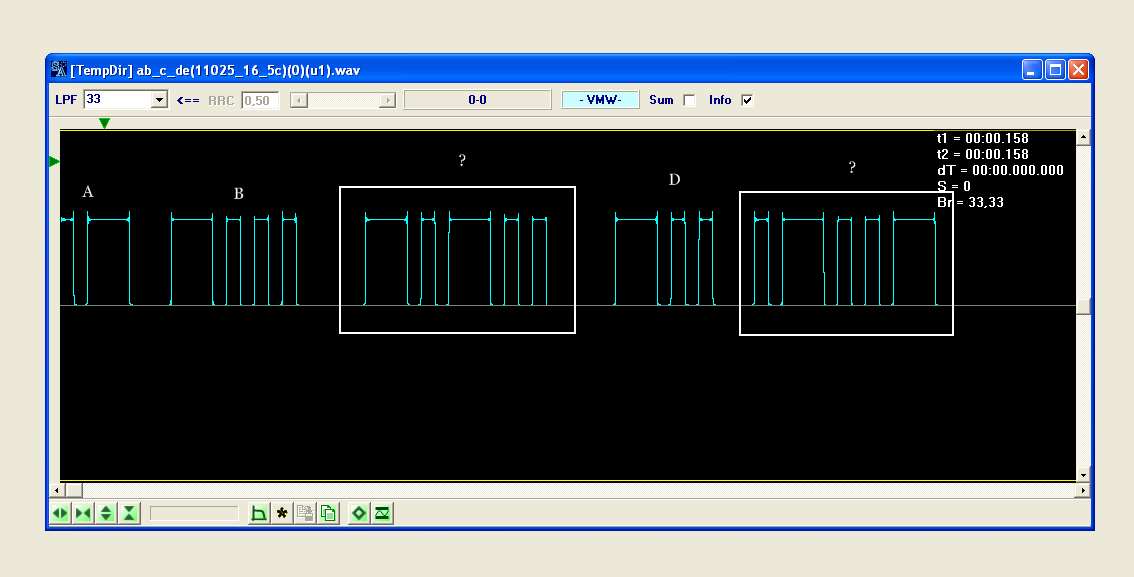 [TempDir] ab_c_de(11025_16_5c)(0)(u1).wav
LPF 33 <== RRC 0,50 0-0 - VMW- Sum Info
t1 = 00:00.158
t2 = 00:00.158
dT = 00:00.000.000
S = 0
Br = 33,33
A B ? D ?